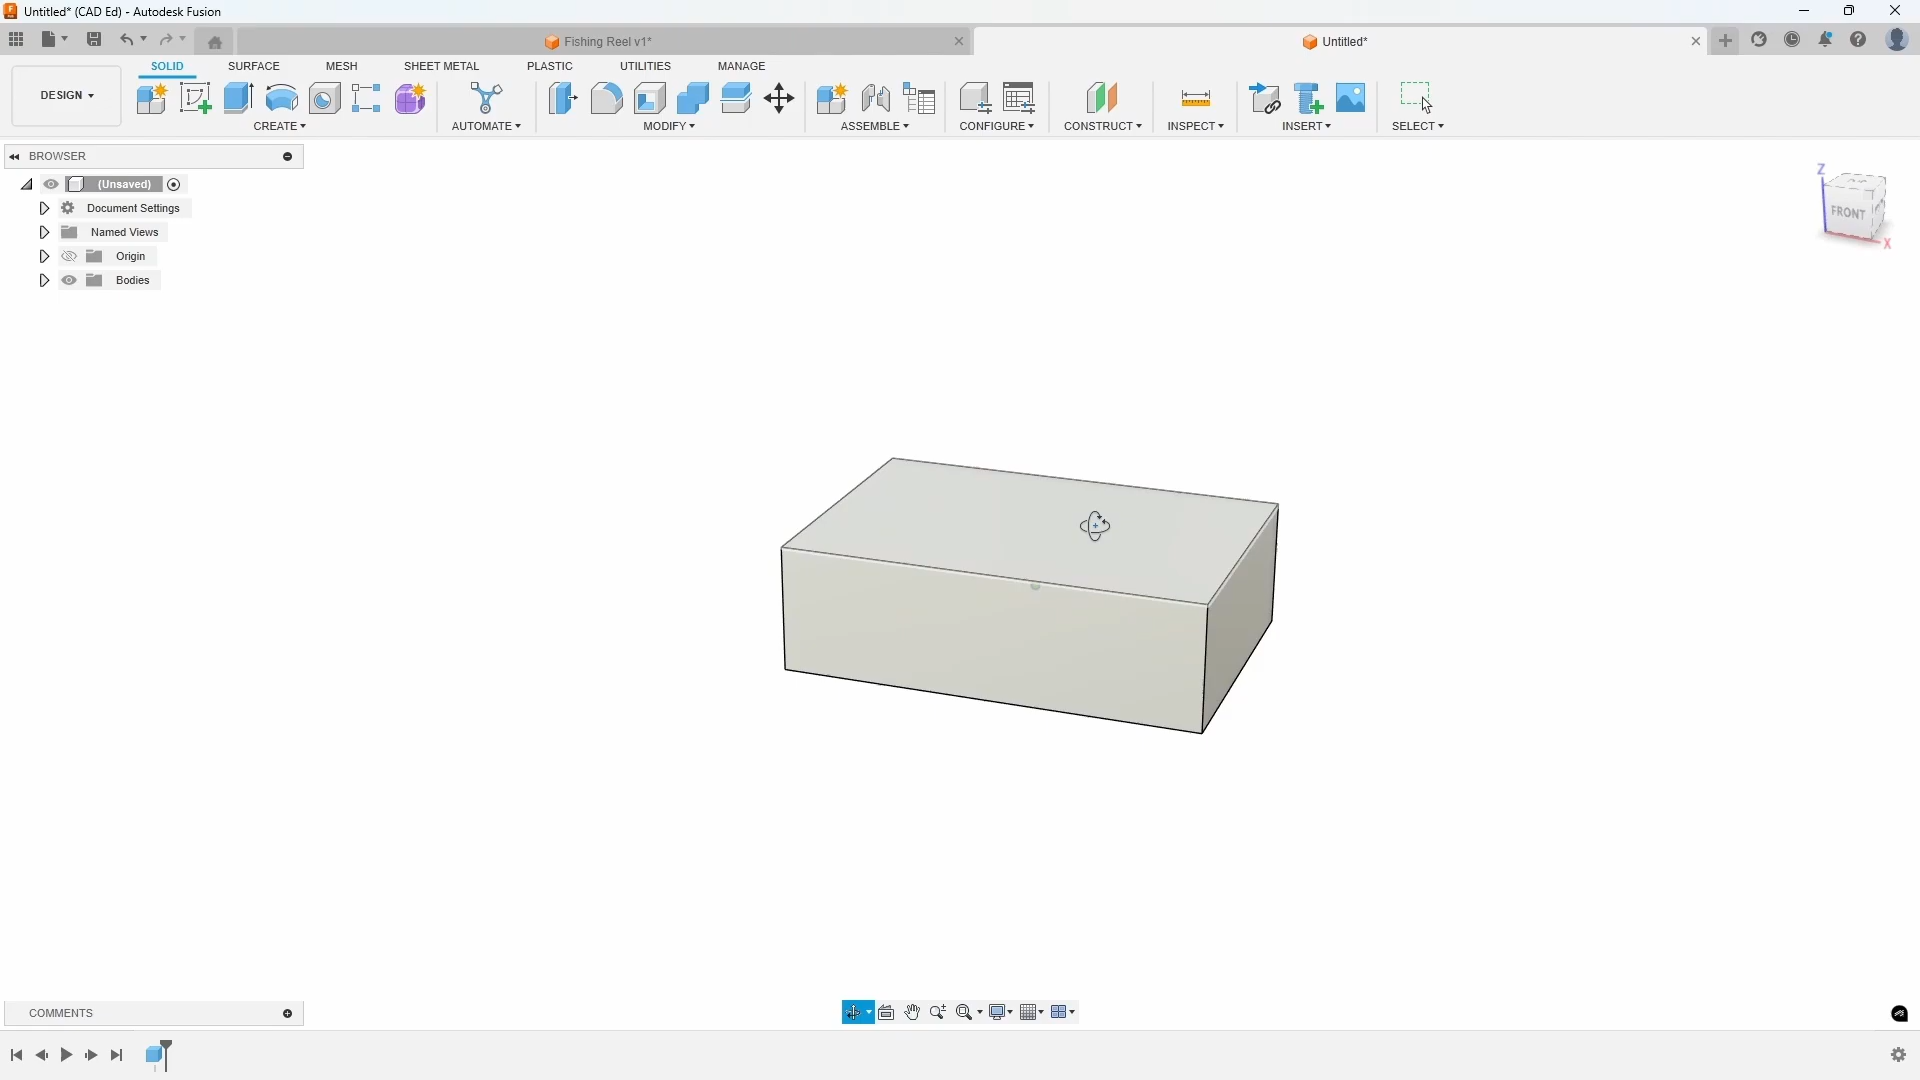 Untitled* (CAD Ed) - Autodesk Fusion
Fishing Reel v1*
Untitled*
DESIGN
SOLID
SURFACE
MESH
SHEET METAL
PLASTIC
UTILITIES
MANAGE
CREATE
AUTOMATE
MODIFY
ASSEMBLE
CONFIGURE
CONSTRUCT
INSPECT
INSERT
SELECT
BROWSER
(Unsaved)
Document Settings
Named Views
Origin
Bodies
Z
FRONT
X
COMMENTS